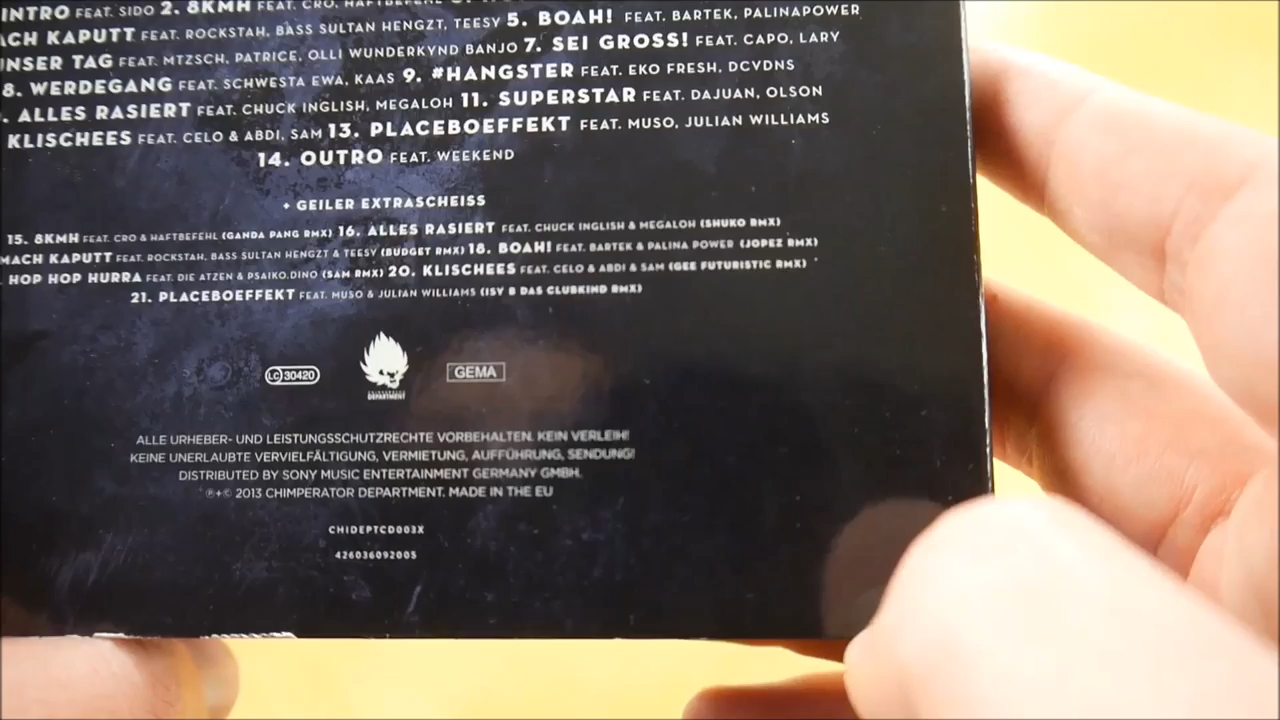 INTRO FEAT. SIDO 2. 8KMH FEAT. CRO, HAFTBEFEHL
ACH KAPUTT FEAT. ROCKSTAH, BASS SULTAN HENGZT, TEESY 5. BOAH! FEAT. BARTEK, PALINAPOWER
UNSER TAG FEAT. MTZSCH, PATRICE, OLLI WUNDERKYND BANJO 7. SEI GROSS! FEAT. CAPO, LARY
8. WERDEGANG FEAT. SCHWESTA EWA, KAAS 9. #HANGSTER FEAT. EKO FRESH, DCVDNS
. ALLES RASIERT FEAT. CHUCK INGLISH, MEGALOH 11. SUPERSTAR FEAT. DAJUAN, OLSON
KLISCHEES FEAT. CELO & ABDI, SAM 13. PLACEBOEFFEKT FEAT. MUSO, JULIAN WILLIAMS
14. OUTRO FEAT. WEEKEND
+ GEILER EXTRASCHEISS
15. 8KMH FEAT. CRO & HAFTBEFEHL (GANDA PANG RMX) 16. ALLES RASIERT FEAT. CHUCK INGLISH & MEGALOH (SHUKO RMX)
MACH KAPUTT FEAT. ROCKSTAH, BASS SULTAN HENGZT & TEESY (BUDGET RMX) 18. BOAH! FEAT. BARTEK & PALINA POWER (JOPEZ RMX)
HOP HOP HURRA FEAT. DIE ATZEN & PSAIKO.DINO (SAM RMX) 20. KLISCHEES FEAT. CELO & ABDI & SAM (GEE FUTURISTIC RMX)
21. PLACEBOEFFEKT FEAT. MUSO & JULIAN WILLIAMS (ISY B DAS CLUBKIND RMX)
LC 30420
DEPARTMENT
GEMA
ALLE URHEBER- UND LEISTUNGSSCHUTZRECHTE VORBEHALTEN. KEIN VERLEIH!
KEINE UNERLAUBTE VERVIELFÄLTIGUNG, VERMIETUNG, AUFFÜHRUNG, SENDUNG!
DISTRIBUTED BY SONY MUSIC ENTERTAINMENT GERMANY GMBH.
℗+© 2013 CHIMPERATOR DEPARTMENT. MADE IN THE EU
CHIDEPTCD003X
426036092005